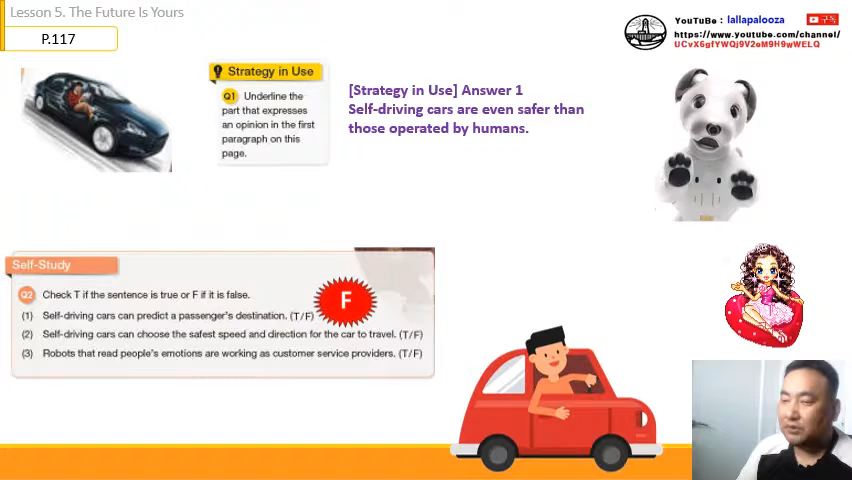 Lesson 5. The Future Is Yours
P.117
YouTuBe : lallapalooza
구독
https://www.youtube.com/channel/
UCvX6gfYWQj9V2eM9H9wWELQ
Strategy in Use
Q1 Underline the
part that expresses
an opinion in the first
paragraph on this
page.
[Strategy in Use] Answer 1
Self-driving cars are even safer than
those operated by humans.
Self-Study
Q2 Check T if the sentence is true or F if it is false.
(1) Self-driving cars can predict a passenger's destination. (T/F)
F
(2) Self-driving cars can choose the safest speed and direction for the car to travel. (T/F)
(3) Robots that read people's emotions are working as customer service providers. (T/F)